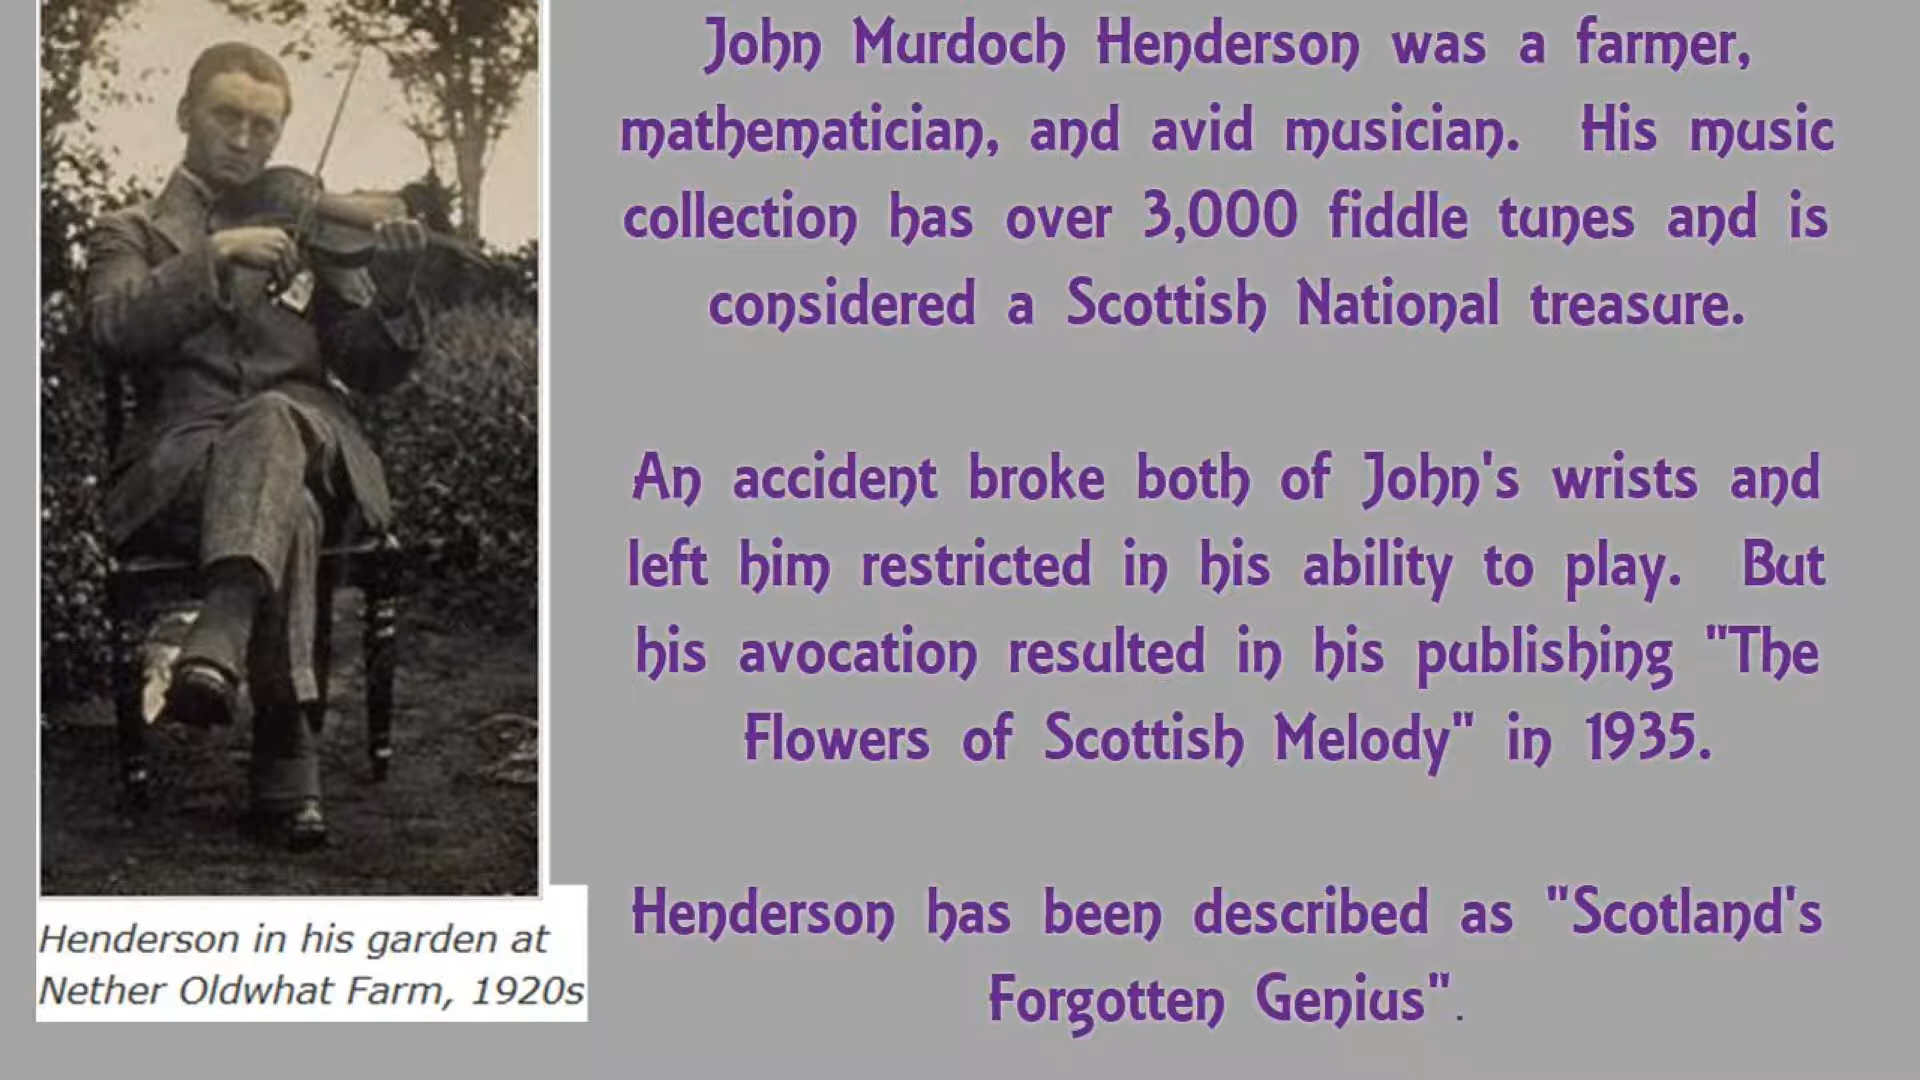 John Murdoch Henderson was a farmer,
mathematician, and avid musician. His music
collection has over 3,000 fiddle tunes and is
considered a Scottish National treasure.
An accident broke both of John's wrists and
left him restricted in his ability to play. But
his avocation resulted in his publishing "The
Flowers of Scottish Melody" in 1935.
Henderson has been described as "Scotland's
Forgotten Genius".
Henderson in his garden at
Nether Oldwhat Farm, 1920s